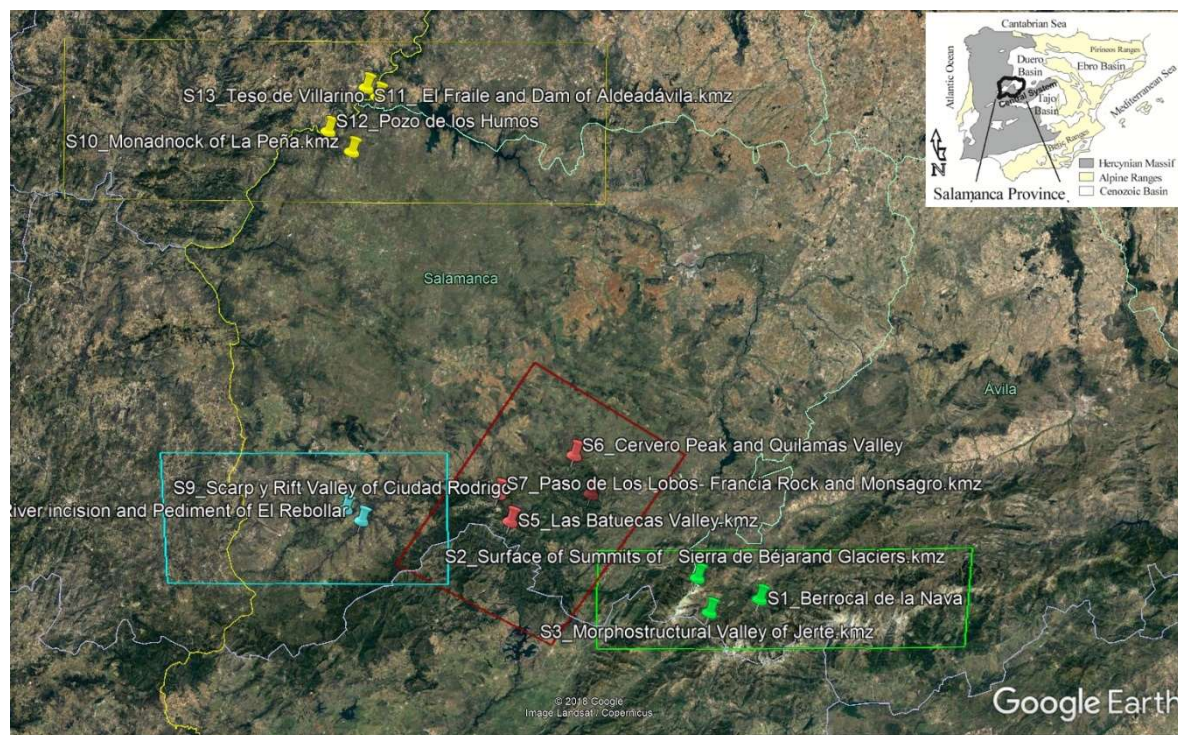 Cantabrian Sea
Pirineos Ranges
Atlantic Ocean
Duero
Basin
Ebro Basin
Central System
Tajo
Basin
Mediterranean Sea
Betic Ranges
N
Hercynian Massif
Alpine Ranges
Cenozoic Basin
Salamanca Province
S13_Teso de Villarino
S11_ El Fraile and Dam of Aldeadávila.kmz
S12_Pozo de los Humos
S10_Monadnock of La Peña.kmz
Salamanca
Ávila
S6_Cervero Peak and Quilamas Valley
S9_Scarp y Rift Valley of Ciudad Rodrigo
S7_Paso de Los Lobos- Francia Rock and Monsagro.kmz
River incision and Pediment of El Rebollar
S5_Las Batuecas Valley.kmz
S2_Surface of Summits of Sierra de Béjarand Glaciers.kmz
S1_Berrocal de la Nava
S3_Morphostructural Valley of Jerte.kmz
© 2018 Google
Image Landsat / Copernicus
Google Earth